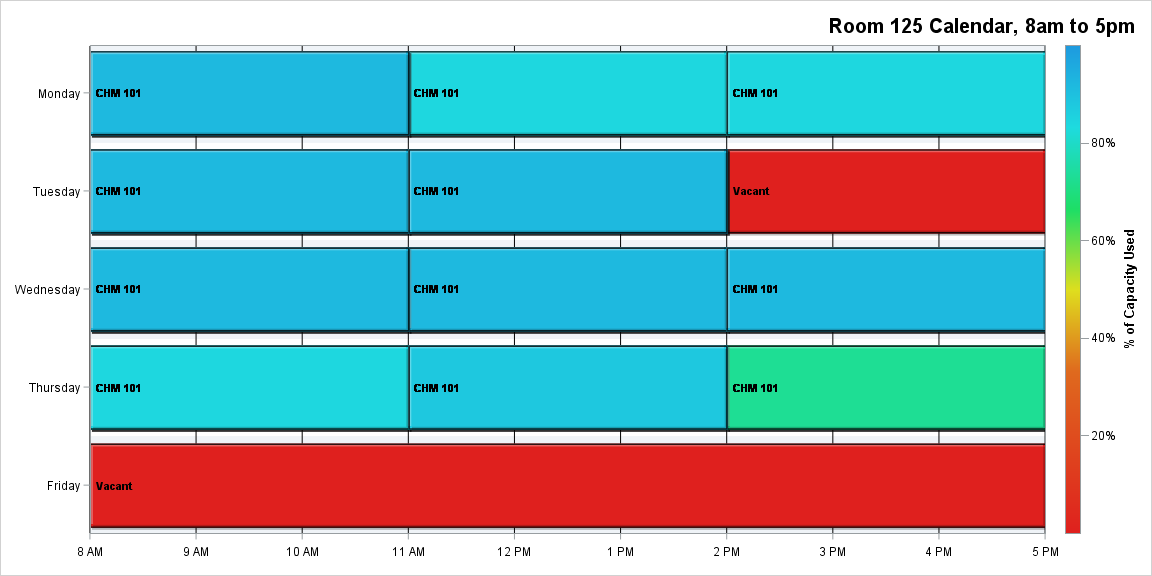 Room 125 Calendar, 8am to 5pm
Monday
CHM 101
CHM 101
CHM 101
80%
Tuesday
CHM 101
CHM 101
Vacant
60%
% of Capacity Used
Wednesday
CHM 101
CHM 101
CHM 101
40%
Thursday
CHM 101
CHM 101
CHM 101
20%
Friday
Vacant
8 AM
9 AM
10 AM
11 AM
12 PM
1 PM
2 PM
3 PM
4 PM
5 PM